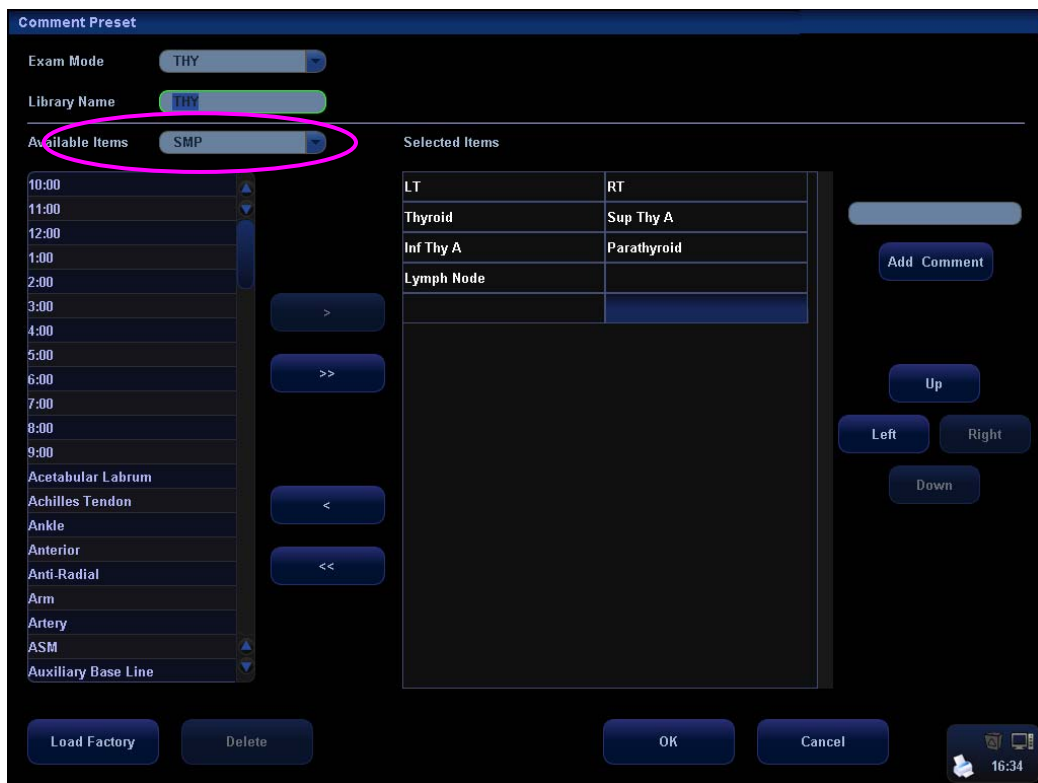 Comment Preset
Exam Mode THY
Library Name THY
Available Items SMP Selected Items
10:00
11:00
12:00
1:00
2:00
3:00
4:00
5:00
6:00
7:00
8:00
9:00
Acetabular Labrum
Achilles Tendon
Ankle
Anterior
Anti-Radial
Arm
Artery
ASM
Auxiliary Base Line
>
>>
<
<<
LT RT
Thyroid Sup Thy A
Inf Thy A Parathyroid
Lymph Node
Add Comment
Up
Left Right
Down
Load Factory Delete OK Cancel
16:34